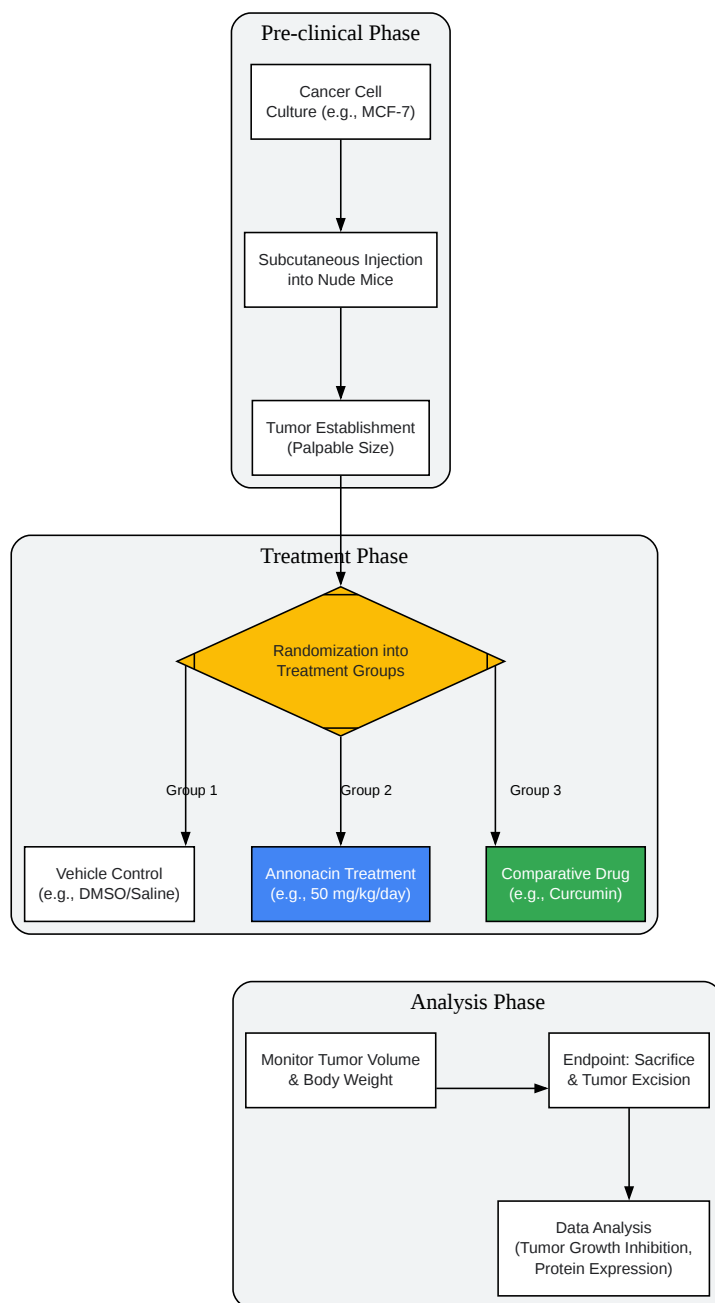 Pre-clinical Phase
Cancer Cell
Culture (e.g., MCF-7)
Subcutaneous Injection
into Nude Mice
Tumor Establishment
(Palpable Size)
Treatment Phase
Randomization into
Treatment Groups
Group 1
Group 2
Group 3
Vehicle Control
(e.g., DMSO/Saline)
Annonacin Treatment
(e.g., 50 mg/kg/day)
Comparative Drug
(e.g., Curcumin)
Analysis Phase
Monitor Tumor Volume
& Body Weight
Endpoint: Sacrifice
& Tumor Excision
Data Analysis
(Tumor Growth Inhibition,
Protein Expression)